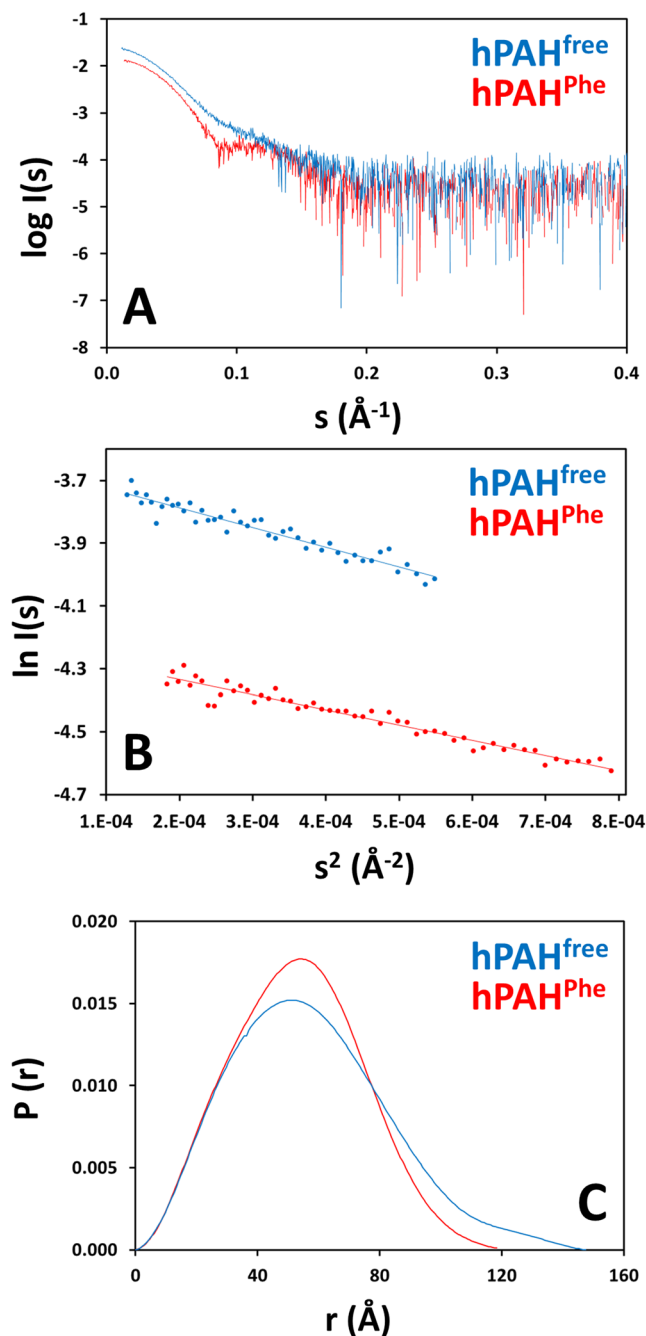 -1
-2
-3
-4
-5
-6
-7
-8
log I(s)
hPAH^free
hPAH^Phe
A
0.0 0.1 0.2 0.3 0.4
s (Å^-1)
-3.7
-3.9
-4.1
-4.3
-4.5
-4.7
ln I(s)
hPAH^free
hPAH^Phe
B
1.E-04 2.E-04 3.E-04 4.E-04 5.E-04 6.E-04 7.E-04 8.E-04
s² (Å^-2)
0.020
0.015
0.010
0.005
0.000
P (r)
hPAH^free
hPAH^Phe
C
0 40 80 120 160
r (Å)